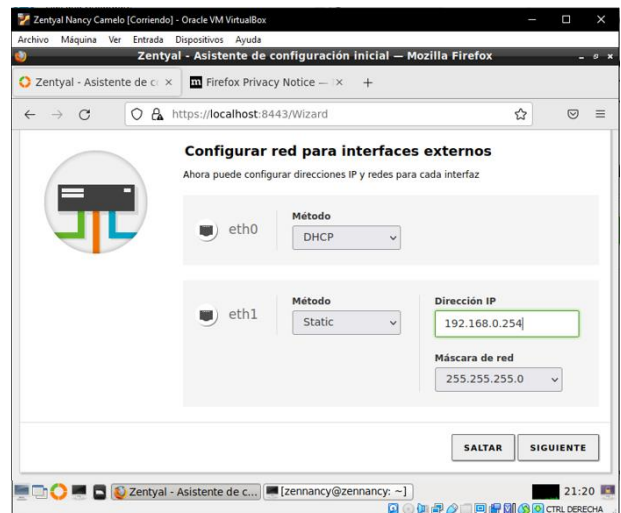 Zentyal Nancy Camelo [Corriendo] - Oracle VM VirtualBox
Archivo Máquina Ver Entrada Dispositivos Ayuda
Zentyal - Asistente de configuración inicial — Mozilla Firefox
Zentyal - Asistente de c
Firefox Privacy Notice —
https://localhost:8443/Wizard
Configurar red para interfaces externos
Ahora puede configurar direcciones IP y redes para cada interfaz
eth0
Método
DHCP
eth1
Método
Static
Dirección IP
192.168.0.254
Máscara de red
255.255.255.0
SALTAR
SIGUIENTE
Zentyal - Asistente de c...
[zennancy@zennancy: ~]
21:20
CTRL DERECHA